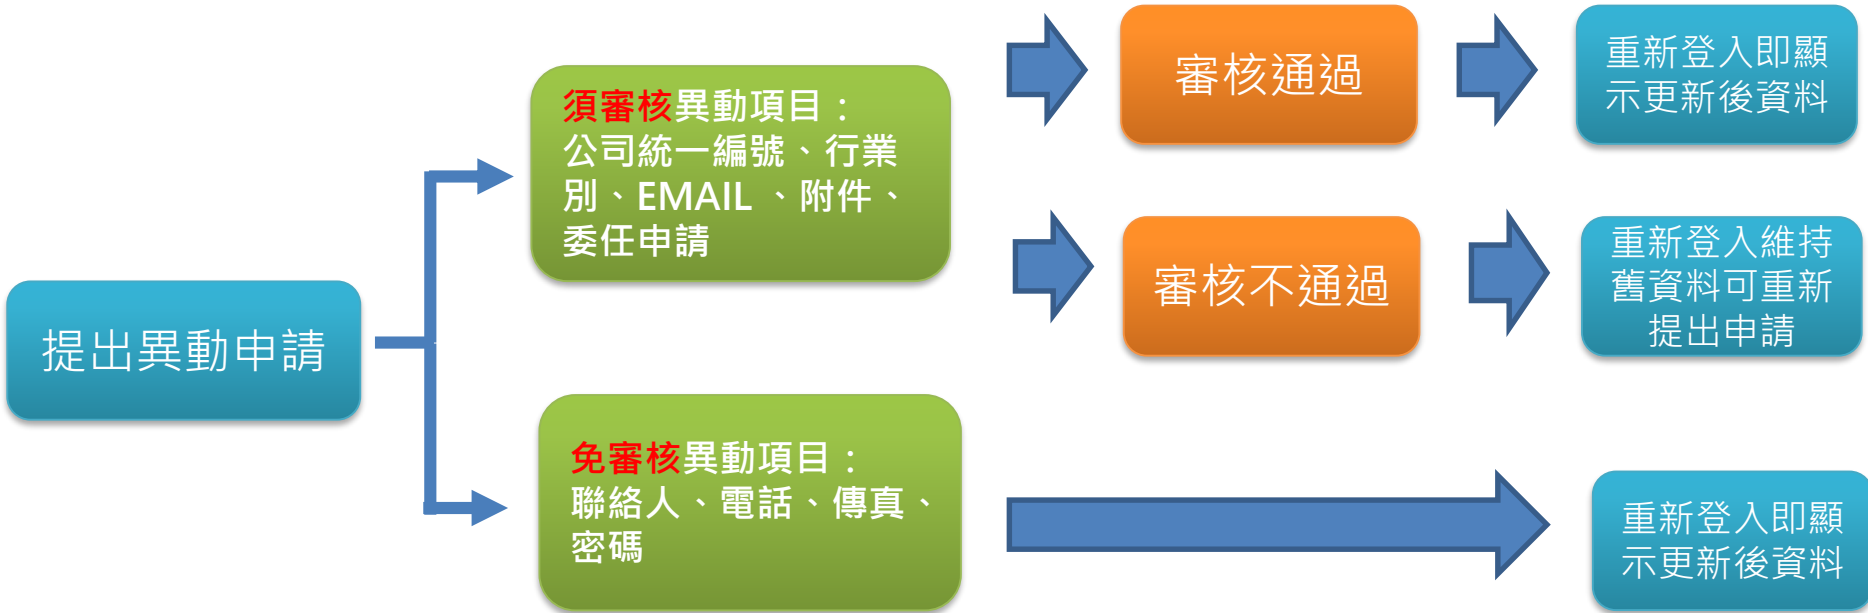 提出異動申請
須審核異動項目：
公司統一編號、行業
別、EMAIL 、附件、
委任申請
審核通過
重新登入即顯
示更新後資料
審核不通過
重新登入維持
舊資料可重新
提出申請
免審核異動項目：
聯絡人、電話、傳真、
密碼
重新登入即顯
示更新後資料